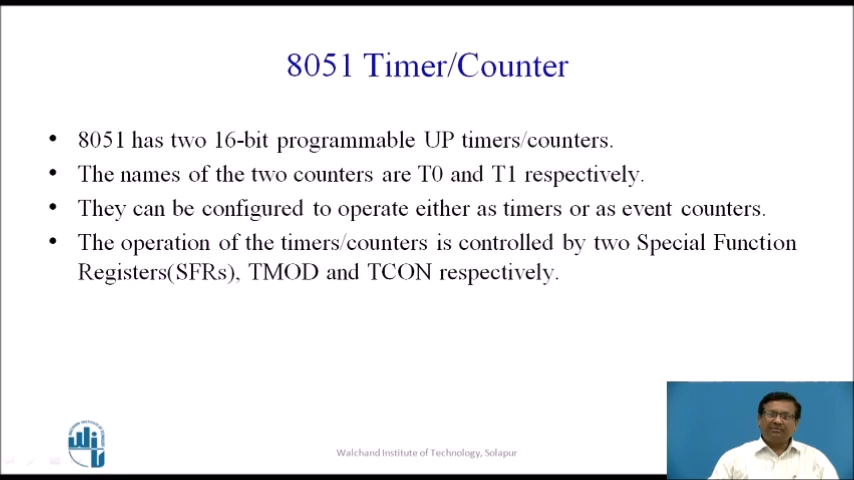 8051 Timer/Counter
• 8051 has two 16-bit programmable UP timers/counters.
• The names of the two counters are T0 and T1 respectively.
• They can be configured to operate either as timers or as event counters.
• The operation of the timers/counters is controlled by two Special Function
Registers(SFRs), TMOD and TCON respectively.
Walchand Institute of Technology, Solapur